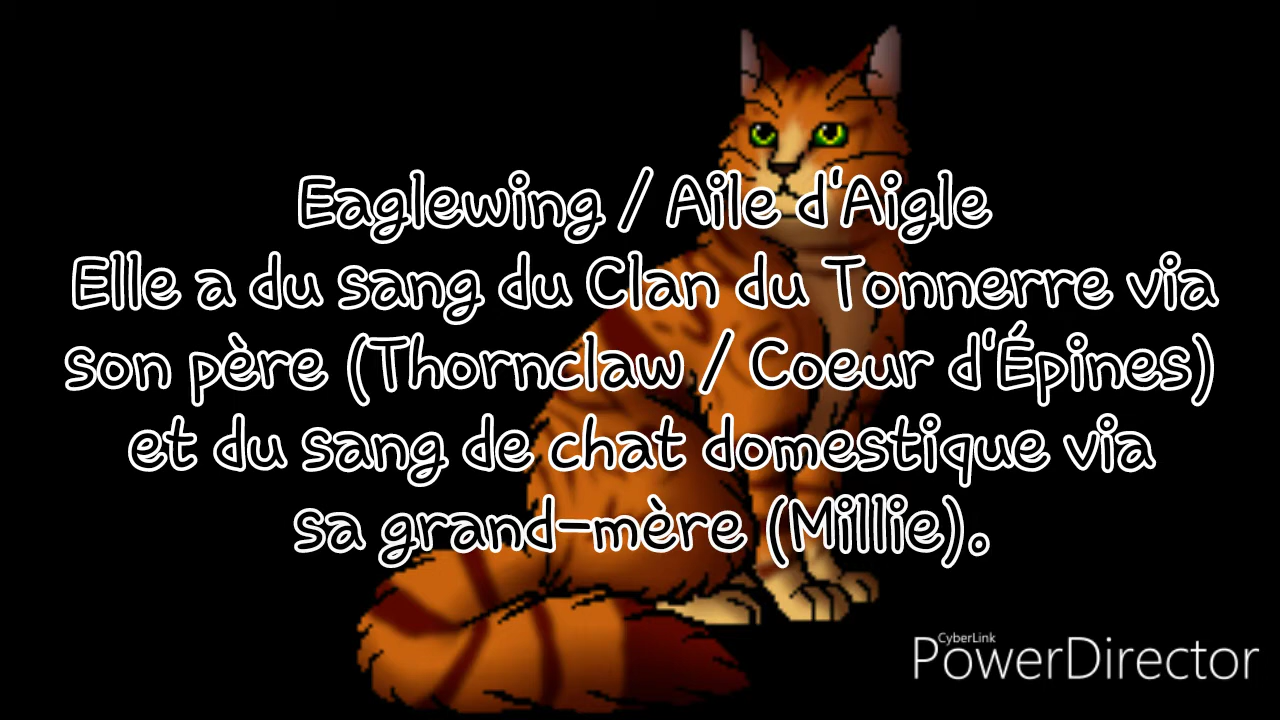 Eaglewing / Aile d'Aigle
Elle a du sang du Clan du Tonnerre via
son père (Thornclaw / Coeur d'Épines)
et du sang de chat domestique via
sa grand-mère (Millie).
CyberLink
PowerDirector